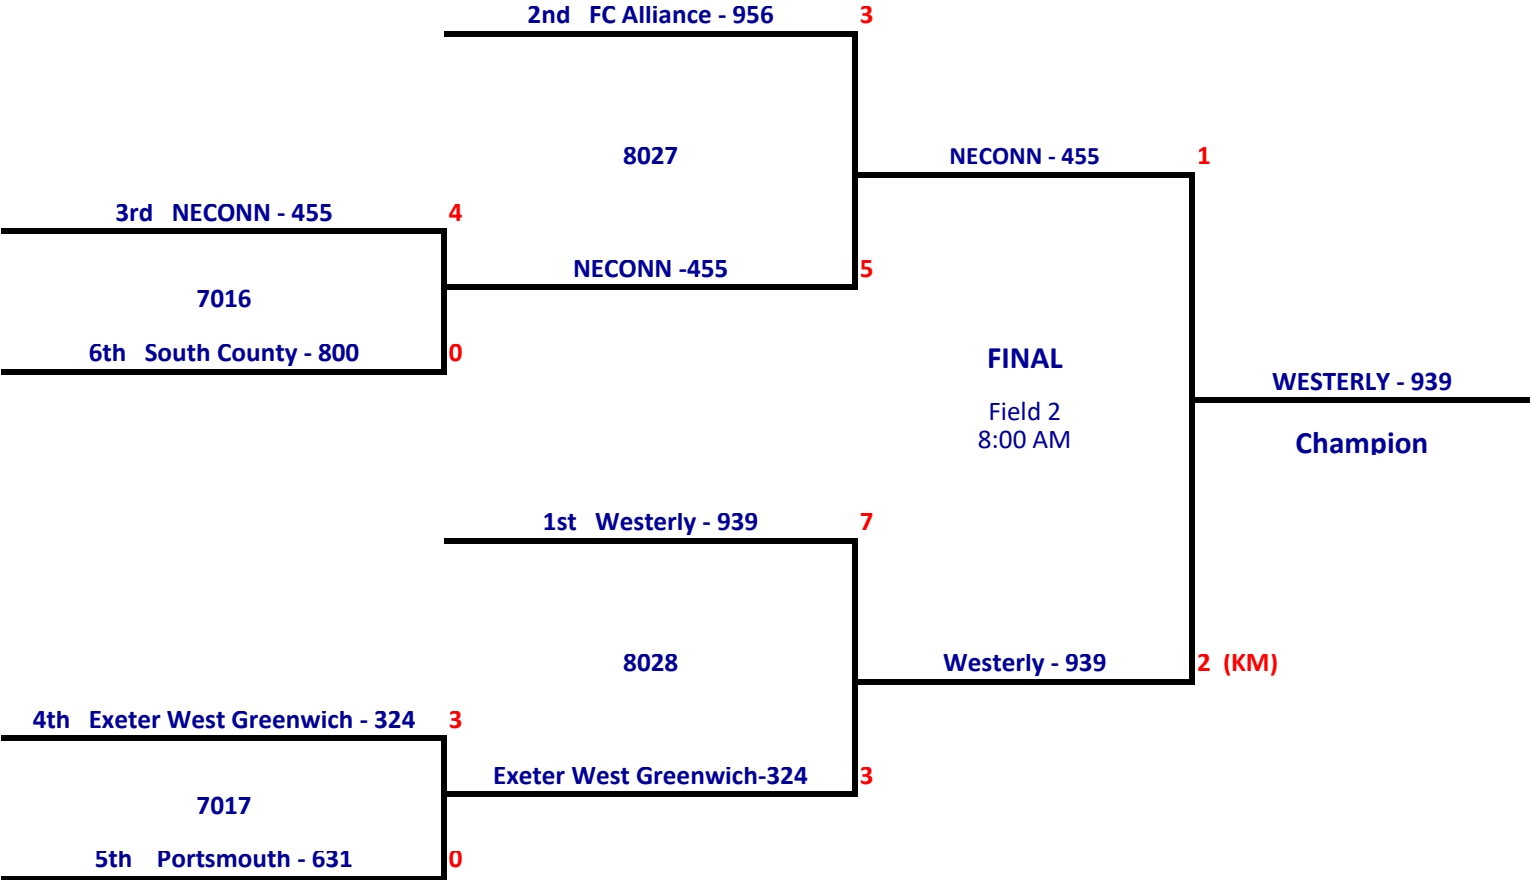 2nd   FC Alliance - 956   3
8027
NECONN - 455   1
3rd   NECONN - 455   4
NECONN -455   5
7016
6th   South County - 800   0
FINAL
WESTERLY - 939
Field 2
8:00 AM
Champion
1st   Westerly - 939   7
8028
Westerly - 939   2  (KM)
4th   Exeter West Greenwich - 324   3
Exeter West Greenwich-324   3
7017
5th    Portsmouth - 631   0